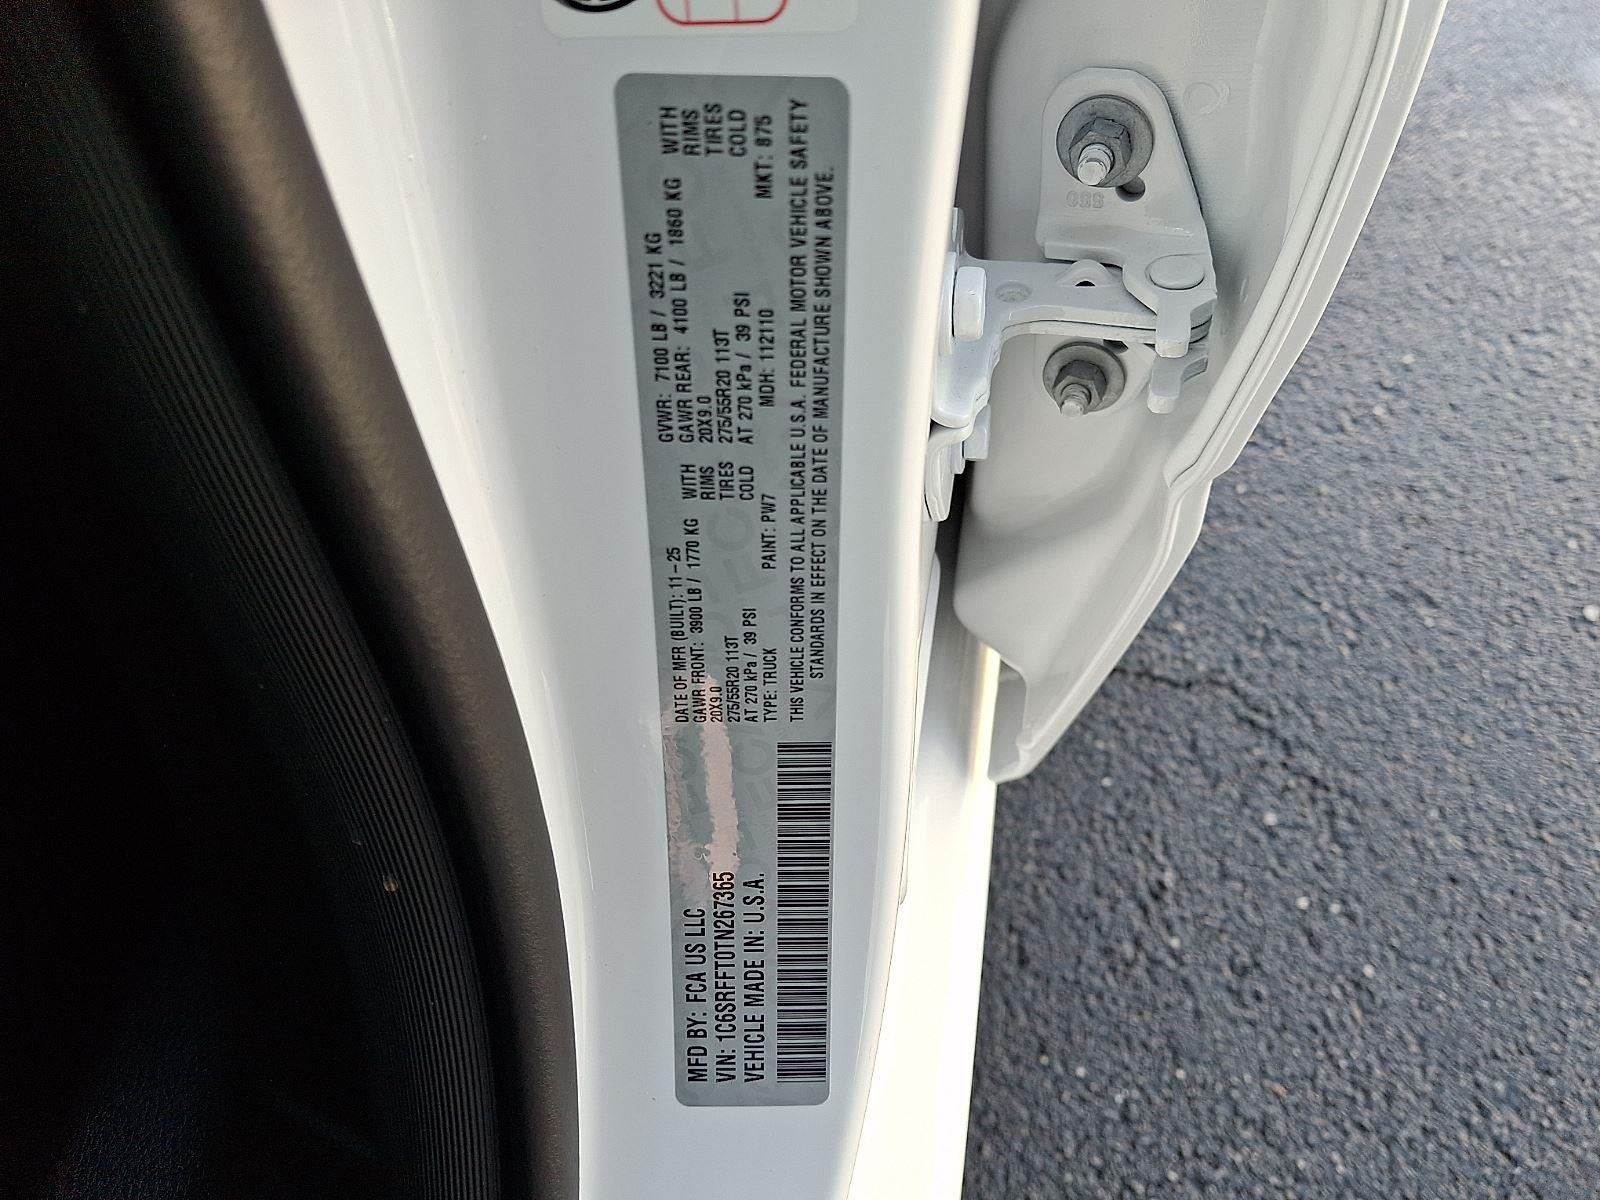 MFD BY: FCA US LLC
VIN: 1C6SRFFT0TN267365
VEHICLE MADE IN: U.S.A.
DATE OF MFR (BUILT): 11-25 GVWR: 7100 LB / 3221 KG
GAWR FRONT: 3900 LB / 1770 KG WITH GAWR REAR: 4100 LB / 1860 KG WITH
20X9.0 RIMS 20X9.0 RIMS
275/55R20 113T TIRES 275/55R20 113T TIRES
AT 270 kPa / 39 PSI COLD AT 270 kPa / 39 PSI COLD
TYPE: TRUCK PAINT: PW7 MDH: 112110 MKT: 875
THIS VEHICLE CONFORMS TO ALL APPLICABLE U.S.A. FEDERAL MOTOR VEHICLE SAFETY
STANDARDS IN EFFECT ON THE DATE OF MANUFACTURE SHOWN ABOVE.